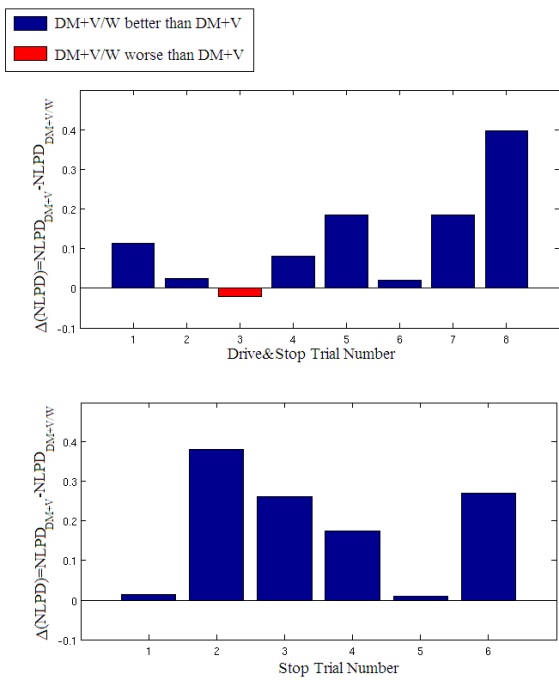 DM+V/W better than DM+V
DM+V/W worse than DM+V
Δ(NLPD)=NLPD_DM+V-NLPD_DM+V/W
0.4
0.3
0.2
0.1
0
-0.1
1 2 3 4 5 6 7 8
Drive&Stop Trial Number
Δ(NLPD)=NLPD_DM+V-NLPD_DM+V/W
0.4
0.3
0.2
0.1
0
-0.1
1 2 3 4 5 6
Stop Trial Number